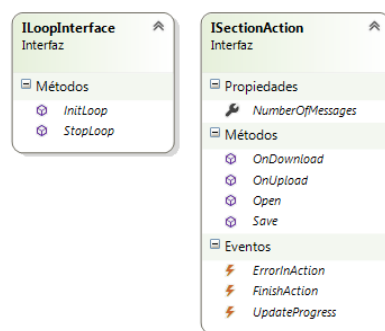 ILoopInterface
Interfaz
Métodos
InitLoop
StopLoop
ISectionAction
Interfaz
Propiedades
NumberOfMessages
Métodos
OnDownload
OnUpload
Open
Save
Eventos
ErrorInAction
FinishAction
UpdateProgress